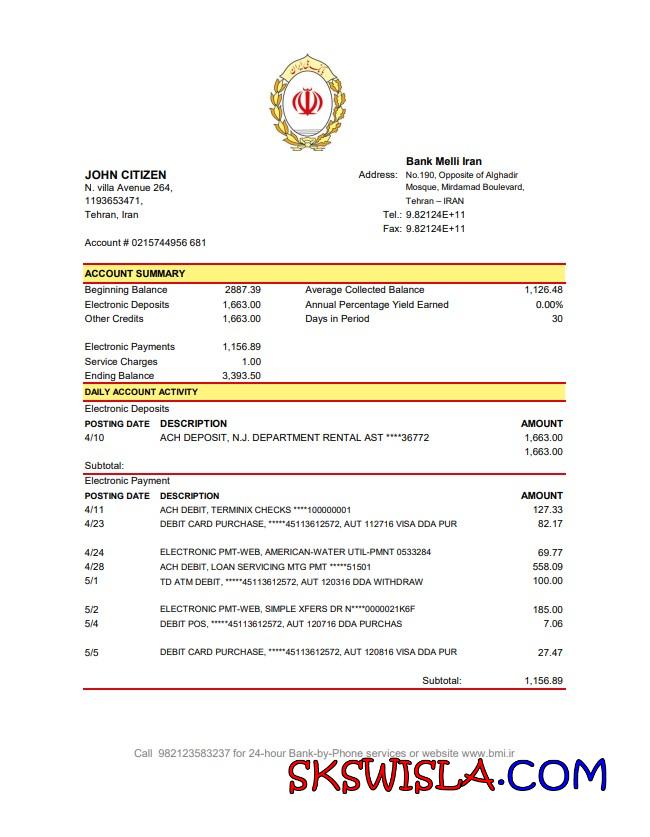 بانک ملی ایران
Bank Melli Iran
JOHN CITIZEN
Address: No.190, Opposite of Alghadir
N. villa Avenue 264,
Mosque, Mirdamad Boulevard,
1193653471,
Tehran – IRAN
Tehran, Iran
Tel.: 9.82124E+11
Fax: 9.82124E+11
Account # 0215744956 681
ACCOUNT SUMMARY
Beginning Balance 2887.39 Average Collected Balance 1,126.48
Electronic Deposits 1,663.00 Annual Percentage Yield Earned 0.00%
Other Credits 1,663.00 Days in Period 30
Electronic Payments 1,156.89
Service Charges 1.00
Ending Balance 3,393.50
DAILY ACCOUNT ACTIVITY
Electronic Deposits
POSTING DATE DESCRIPTION AMOUNT
4/10 ACH DEPOSIT, N.J. DEPARTMENT RENTAL AST ****36772 1,663.00
1,663.00
Subtotal:
Electronic Payment
POSTING DATE DESCRIPTION AMOUNT
4/11 ACH DEBIT, TERMINIX CHECKS ****100000001 127.33
4/23 DEBIT CARD PURCHASE, *****45113612572, AUT 112716 VISA DDA PUR 82.17
4/24 ELECTRONIC PMT-WEB, AMERICAN-WATER UTIL-PMNT 0533284 69.77
4/28 ACH DEBIT, LOAN SERVICING MTG PMT *****51501 558.09
5/1 TD ATM DEBIT, *****45113612572, AUT 120316 DDA WITHDRAW 100.00
5/2 ELECTRONIC PMT-WEB, SIMPLE XFERS DR N****0000021K6F 185.00
5/4 DEBIT POS, *****45113612572, AUT 120716 DDA PURCHAS 7.06
5/5 DEBIT CARD PURCHASE, *****45113612572, AUT 120816 VISA DDA PUR 27.47
Subtotal: 1,156.89
Call 982123583237 for 24-hour Bank-by-Phone services or website www.bmi.ir
SKSWISLA.COM